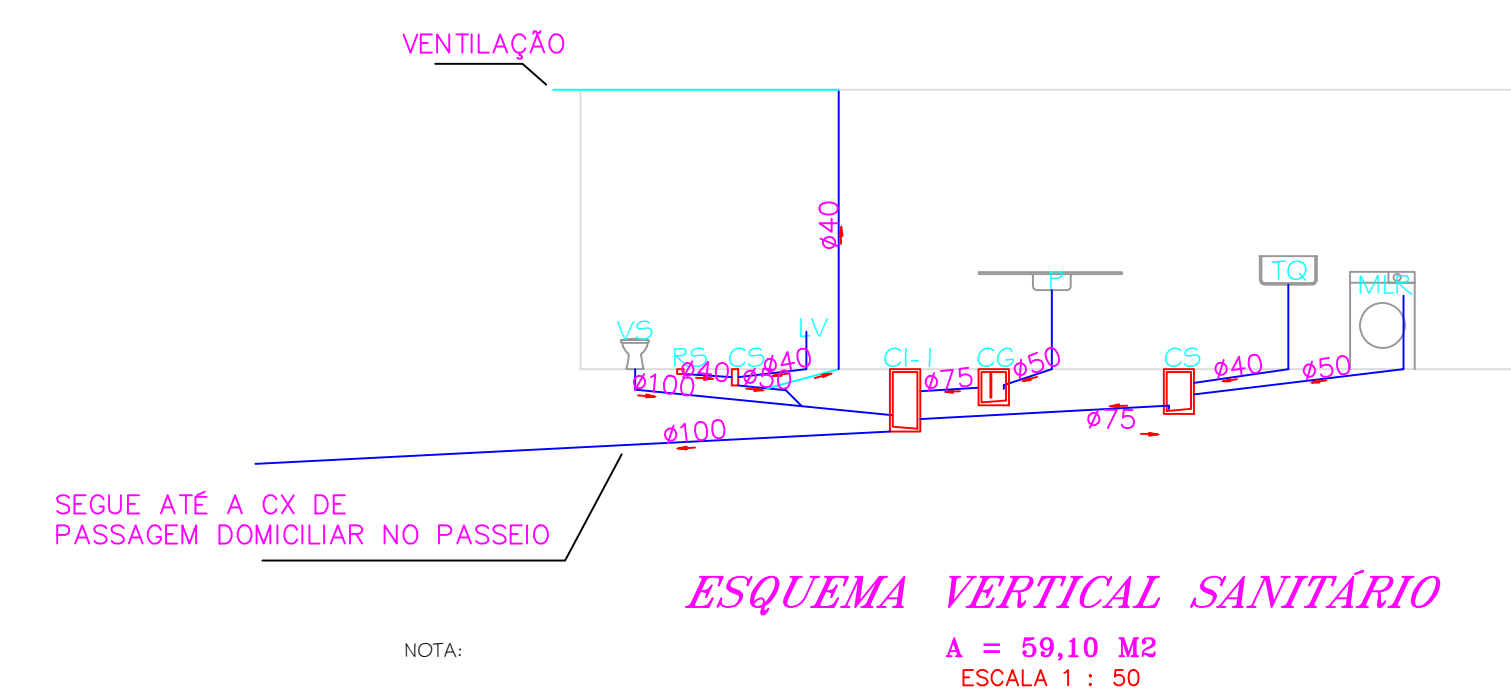 VENTILAÇÃO
ø40
VS
RS
CS
LV
CI-1
CG
P
CS
TQ
MLR
ø100
ø40
ø50
ø40
ø75
ø50
ø40
ø50
ø100
ø75
SEGUE ATÉ A CX DE
PASSAGEM DOMICILIAR NO PASSEIO
ESQUEMA VERTICAL SANITÁRIO
A = 59,10 M2
ESCALA 1 : 50
NOTA: